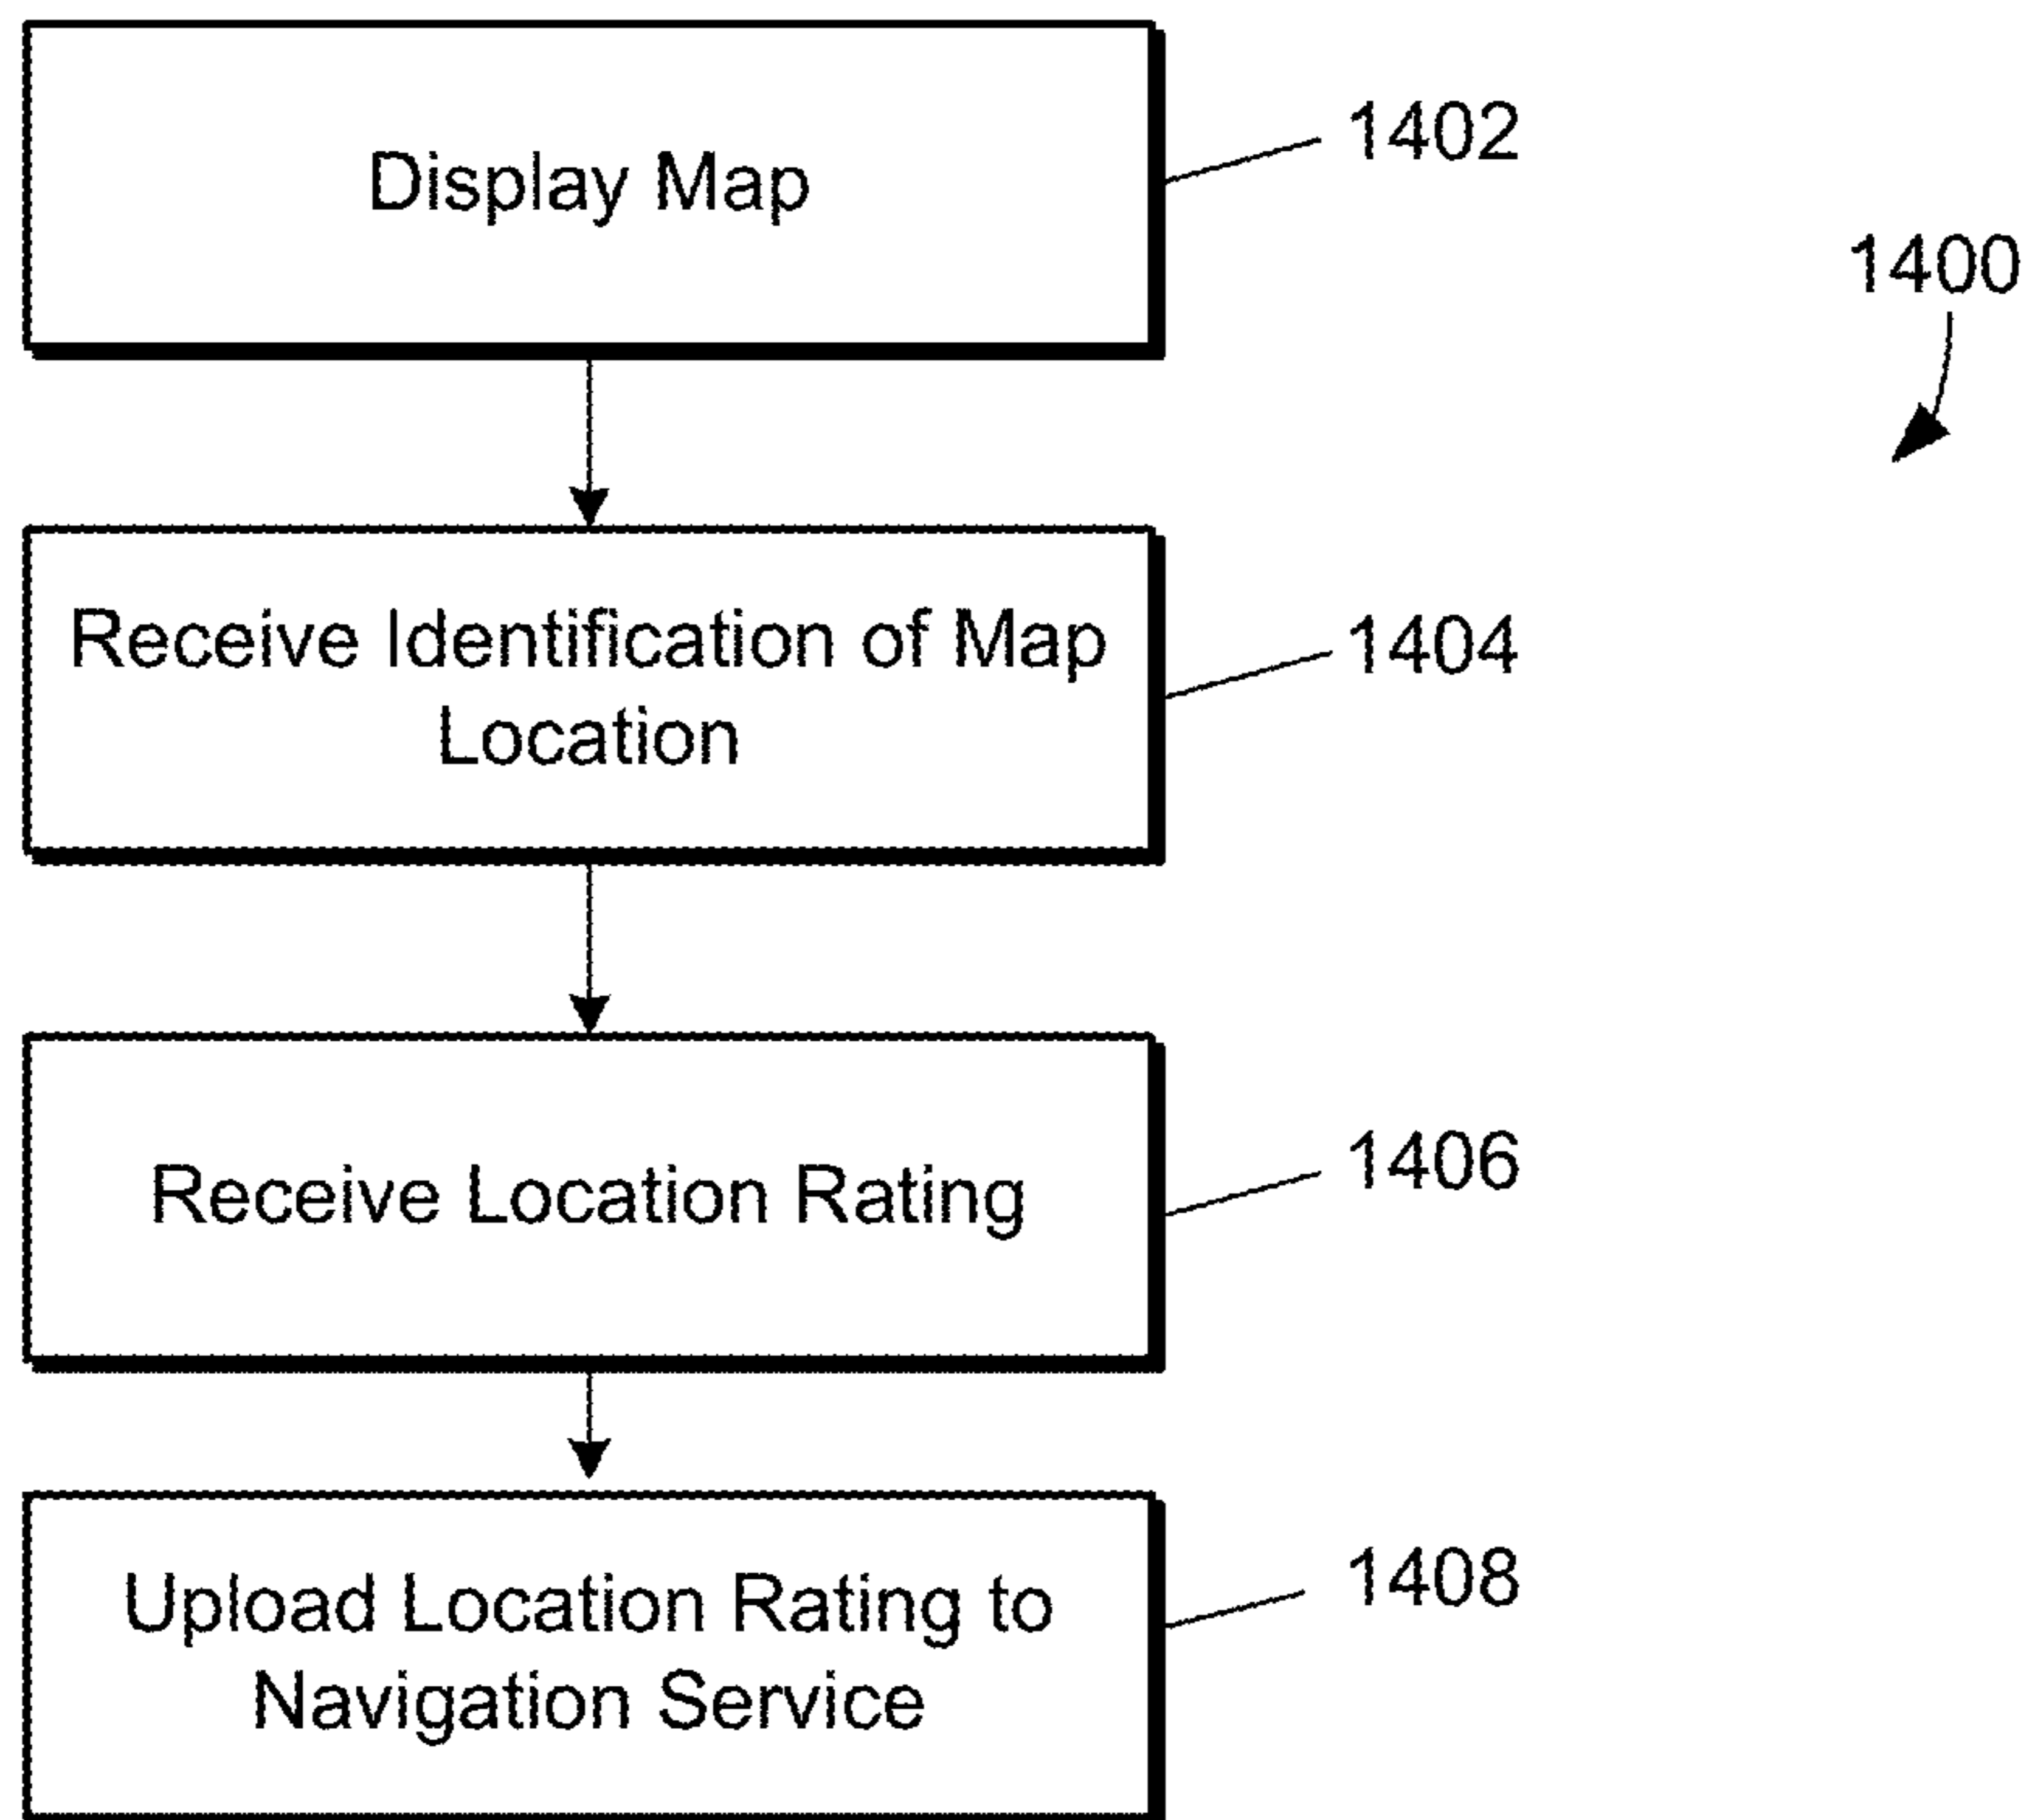 Display Map
1402
1400
Receive Identification of Map
Location
1404
Receive Location Rating
1406
Upload Location Rating to
Navigation Service
1408